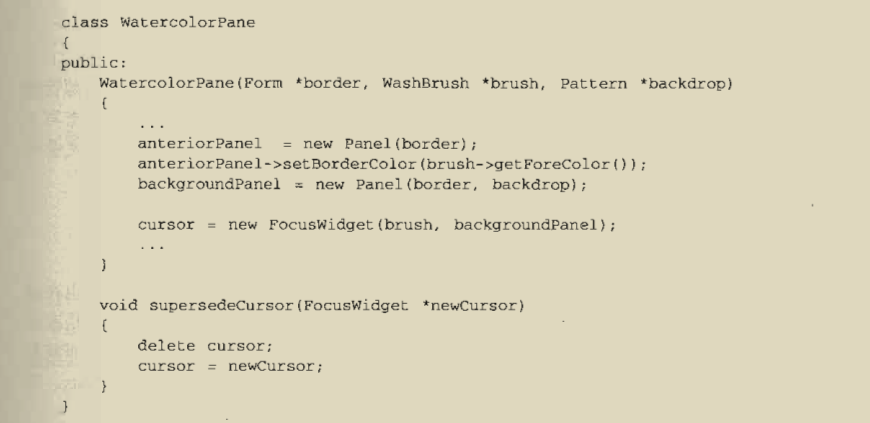 class WatercolorPane
{
public:
    WatercolorPane(Form *border, WashBrush *brush, Pattern *backdrop)
    {
        ...
        anteriorPanel  = new Panel(border);
        anteriorPanel->setBorderColor(brush->getForeColor());
        backgroundPanel = new Panel(border, backdrop);

        cursor = new FocusWidget(brush, backgroundPanel);
        ...
    }

    void supersedeCursor(FocusWidget *newCursor)
    {
        delete cursor;
        cursor = newCursor;
    }
}